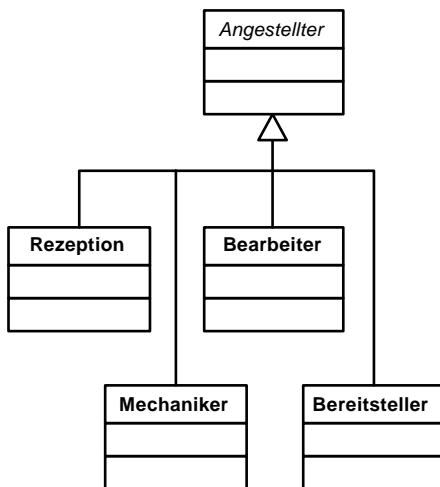 Angestellter
Rezeption
Bearbeiter
Mechaniker
Bereitsteller